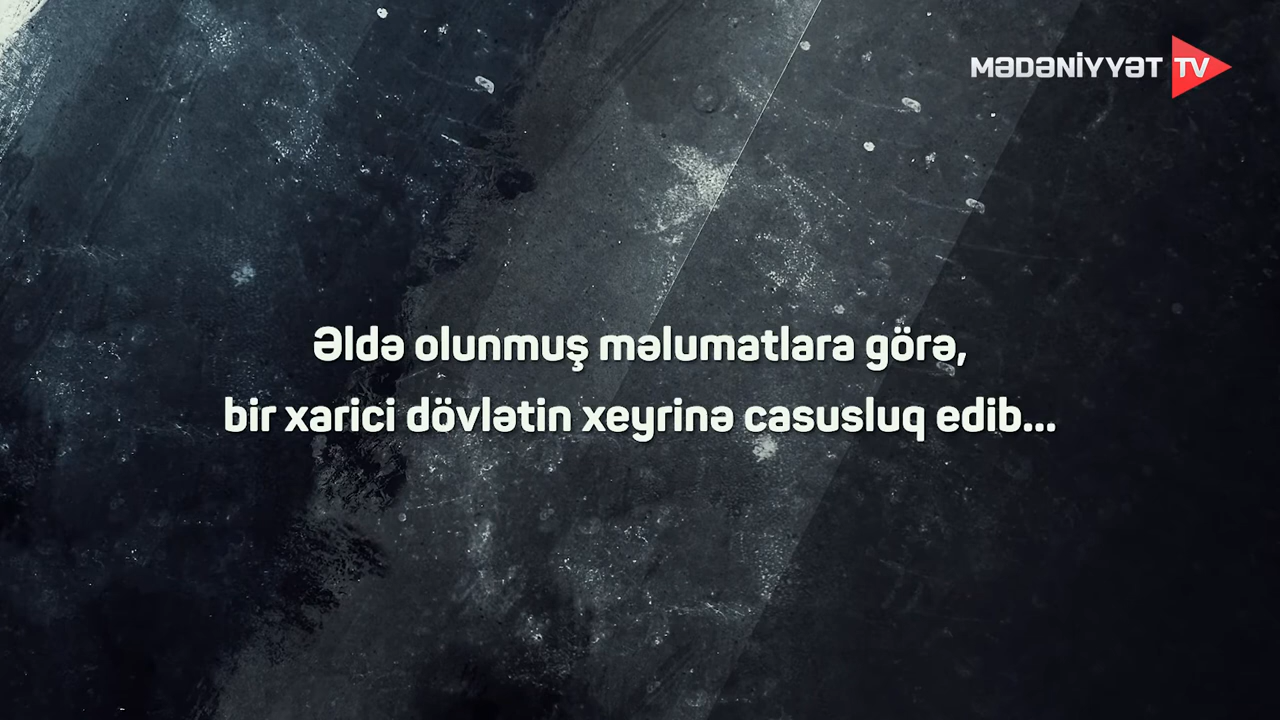 MƏDƏNİYYƏT TV
Əldə olunmuş məlumatlara görə,
bir xarici dövlətin xeyrinə casusluq edib...